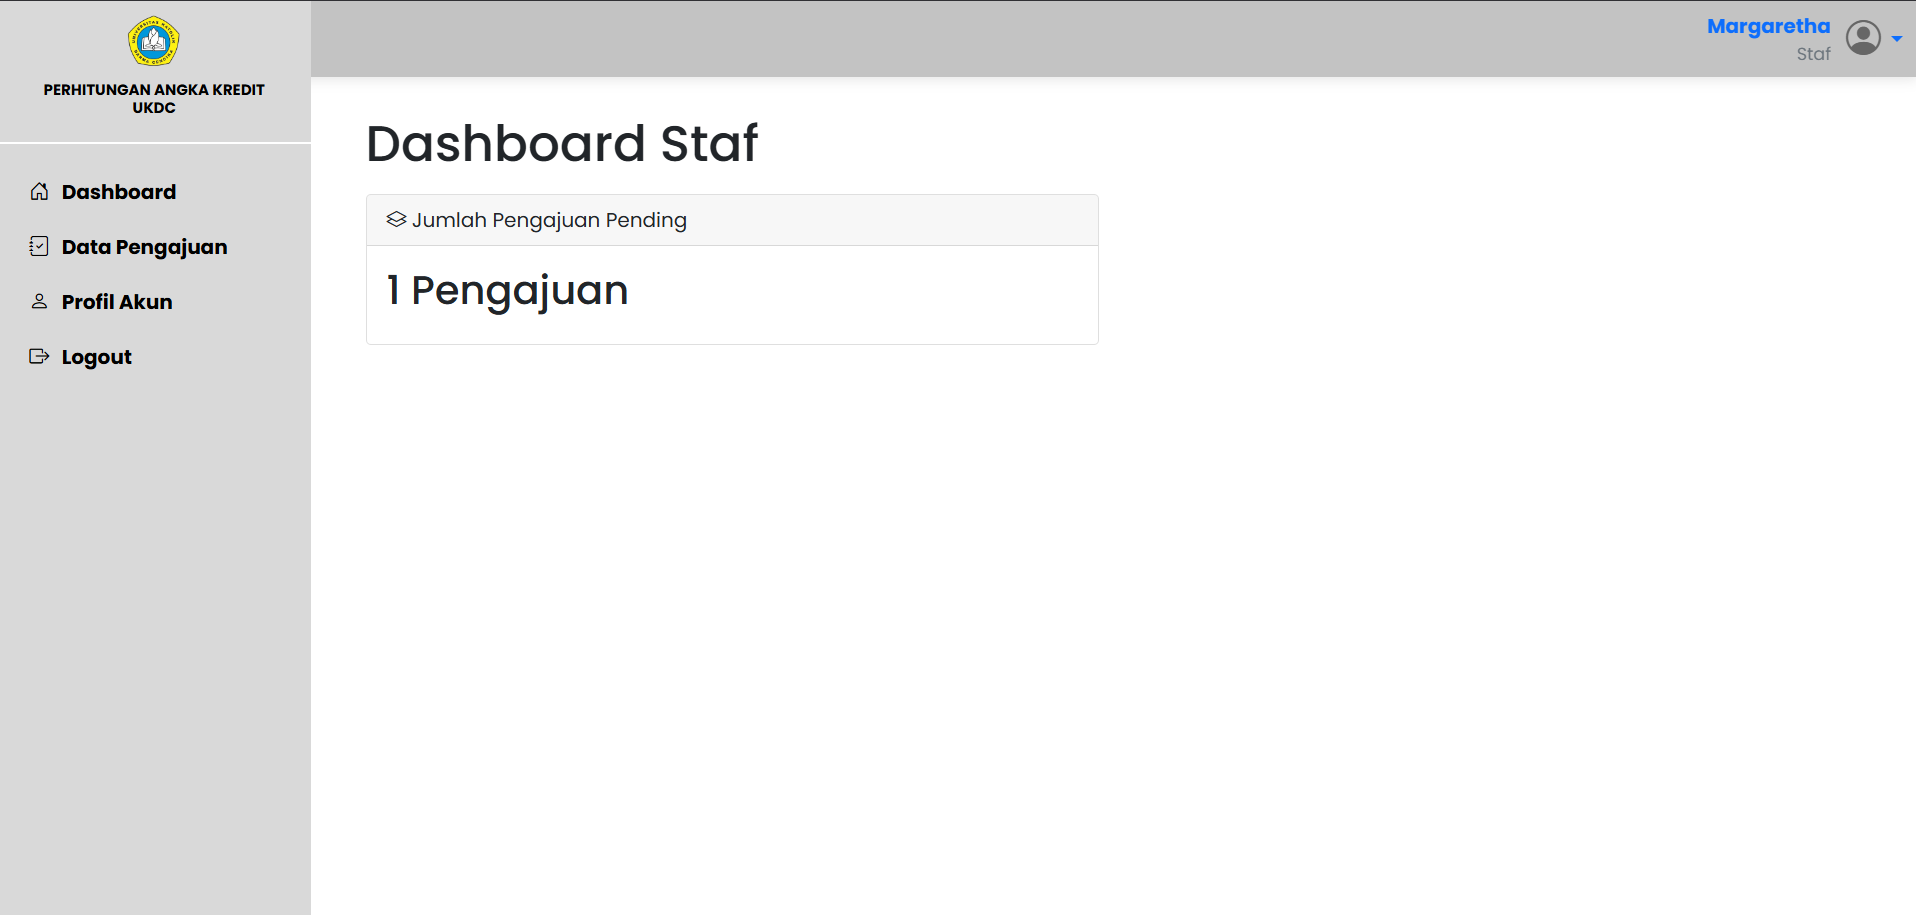 PERHITUNGAN ANGKA KREDIT
UKDC
Dashboard
Data Pengajuan
Profil Akun
Logout
Margaretha
Staf
Dashboard Staf
Jumlah Pengajuan Pending
1 Pengajuan